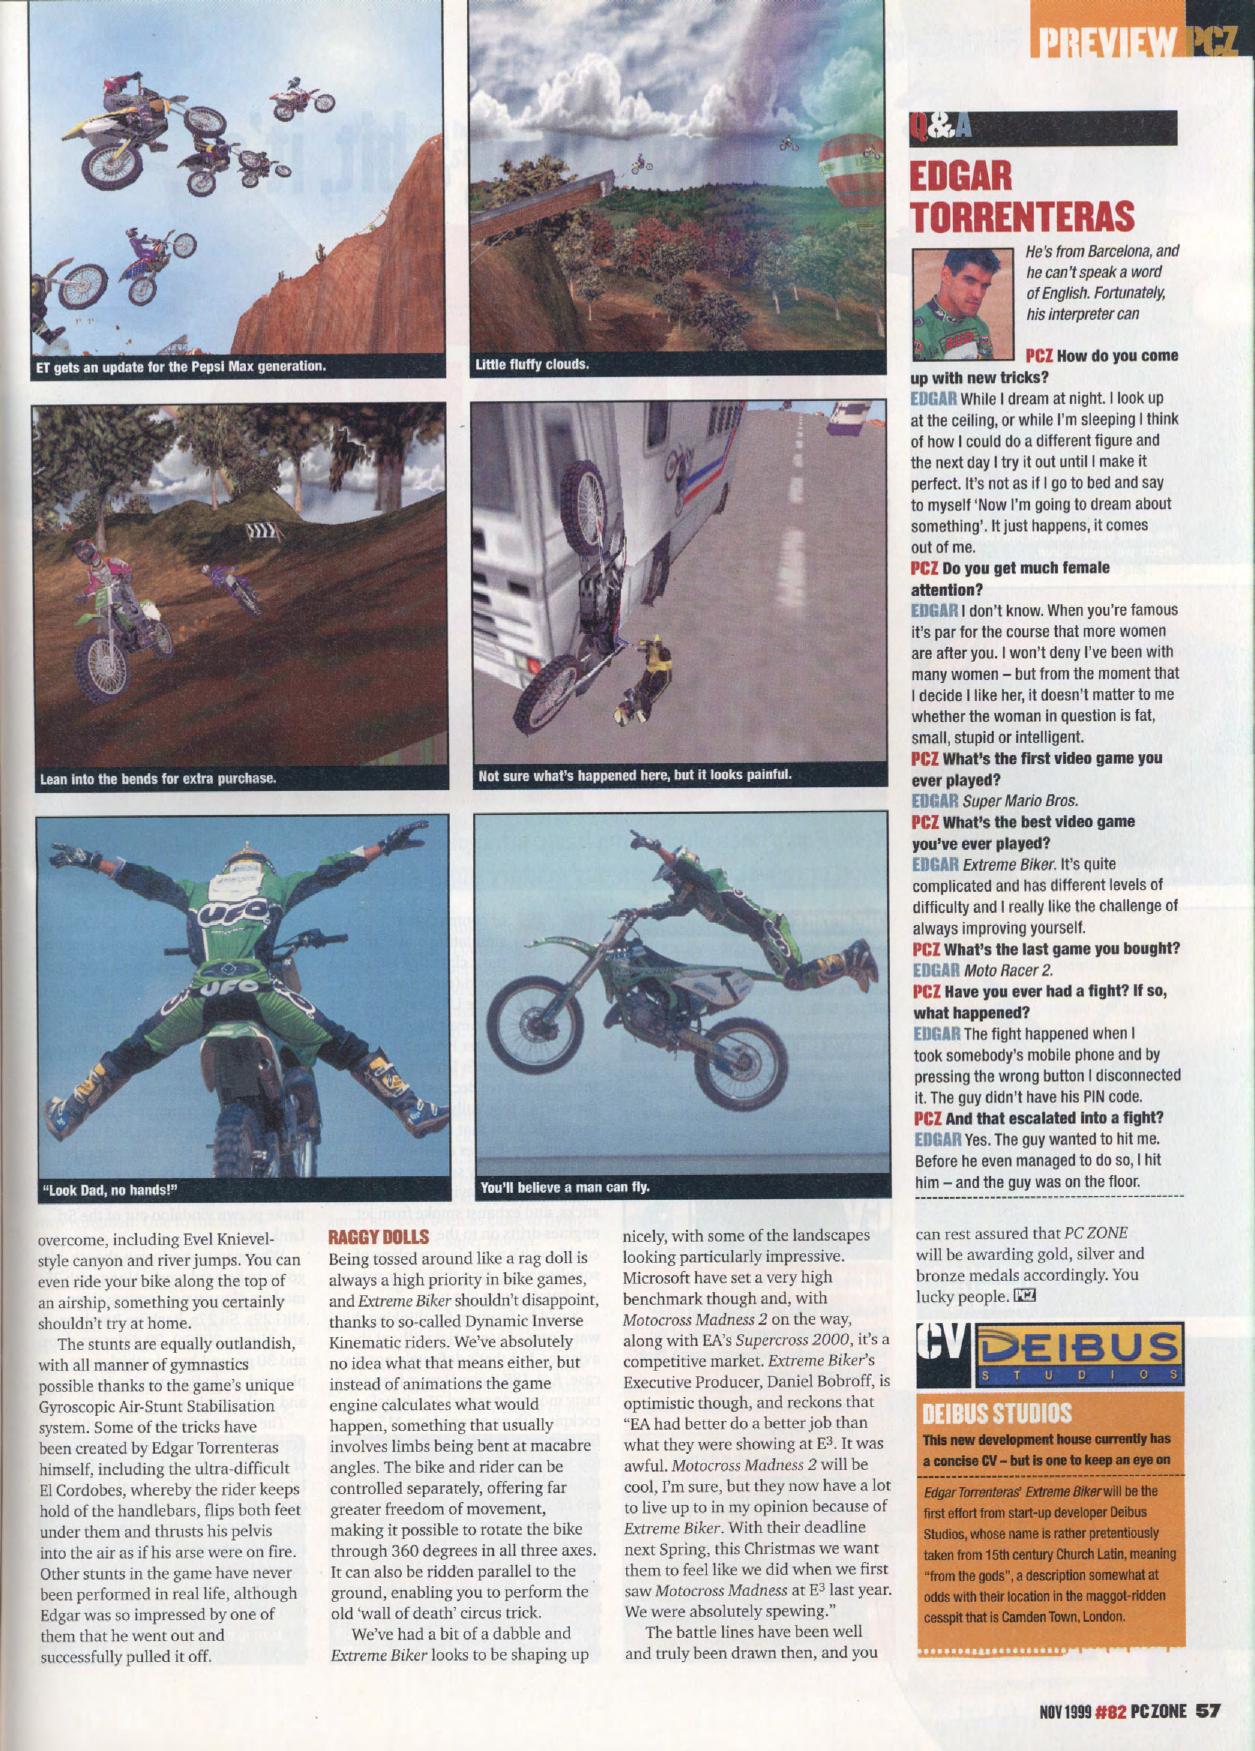 PREVIEW PCZ
ET gets an update for the Pepsi Max generation.
Little fluffy clouds.
Lean into the bends for extra purchase.
Not sure what's happened here, but it looks painful.
UFO
UFO
"Look Dad, no hands!"
You'll believe a man can fly.
overcome, including Evel Knievel-
style canyon and river jumps. You can
even ride your bike along the top of
an airship, something you certainly
shouldn't try at home.
The stunts are equally outlandish,
with all manner of gymnastics
possible thanks to the game's unique
Gyroscopic Air-Stunt Stabilisation
system. Some of the tricks have
been created by Edgar Torrenteras
himself, including the ultra-difficult
El Cordobes, whereby the rider keeps
hold of the handlebars, flips both feet
under them and thrusts his pelvis
into the air as if his arse were on fire.
Other stunts in the game have never
been performed in real life, although
Edgar was so impressed by one of
them that he went out and
successfully pulled it off.
RAGGY DOLLS
Being tossed around like a rag doll is
always a high priority in bike games,
and Extreme Biker shouldn't disappoint,
thanks to so-called Dynamic Inverse
Kinematic riders. We've absolutely
no idea what that means either, but
instead of animations the game
engine calculates what would
happen, something that usually
involves limbs being bent at macabre
angles. The bike and rider can be
controlled separately, offering far
greater freedom of movement,
making it possible to rotate the bike
through 360 degrees in all three axes.
It can also be ridden parallel to the
ground, enabling you to perform the
old 'wall of death' circus trick.
We've had a bit of a dabble and
Extreme Biker looks to be shaping up
nicely, with some of the landscapes
looking particularly impressive.
Microsoft have set a very high
benchmark though and, with
Motocross Madness 2 on the way,
along with EA's Supercross 2000, it's a
competitive market. Extreme Biker's
Executive Producer, Daniel Bobroff, is
optimistic though, and reckons that
"EA had better do a better job than
what they were showing at E³. It was
awful. Motocross Madness 2 will be
cool, I'm sure, but they now have a lot
to live up to in my opinion because of
Extreme Biker. With their deadline
next Spring, this Christmas we want
them to feel like we did when we first
saw Motocross Madness at E³ last year.
We were absolutely spewing."
The battle lines have been well
and truly been drawn then, and you
can rest assured that PC ZONE
will be awarding gold, silver and
bronze medals accordingly. You
lucky people. PCZ
Q&A
EDGAR
TORRENTERAS
He's from Barcelona, and
he can't speak a word
of English. Fortunately,
his interpreter can
PCZ How do you come
up with new tricks?
EDGAR While I dream at night. I look up
at the ceiling, or while I'm sleeping I think
of how I could do a different figure and
the next day I try it out until I make it
perfect. It's not as if I go to bed and say
to myself 'Now I'm going to dream about
something'. It just happens, it comes
out of me.
PCZ Do you get much female
attention?
EDGAR I don't know. When you're famous
it's par for the course that more women
are after you. I won't deny I've been with
many women – but from the moment that
I decide I like her, it doesn't matter to me
whether the woman in question is fat,
small, stupid or intelligent.
PCZ What's the first video game you
ever played?
EDGAR Super Mario Bros.
PCZ What's the best video game
you've ever played?
EDGAR Extreme Biker. It's quite
complicated and has different levels of
difficulty and I really like the challenge of
always improving yourself.
PCZ What's the last game you bought?
EDGAR Moto Racer 2.
PCZ Have you ever had a fight? If so,
what happened?
EDGAR The fight happened when I
took somebody's mobile phone and by
pressing the wrong button I disconnected
it. The guy didn't have his PIN code.
PCZ And that escalated into a fight?
EDGAR Yes. The guy wanted to hit me.
Before he even managed to do so, I hit
him – and the guy was on the floor.
CV DEIBUS
STUDIOS
DEIBUS STUDIOS
This new development house currently has
a concise CV – but is one to keep an eye on
Edgar Torrenteras' Extreme Biker will be the
first effort from start-up developer Deibus
Studios, whose name is rather pretentiously
taken from 15th century Church Latin, meaning
"from the gods", a description somewhat at
odds with their location in the maggot-ridden
cesspit that is Camden Town, London.
NOV 1999 #82 PC ZONE 57